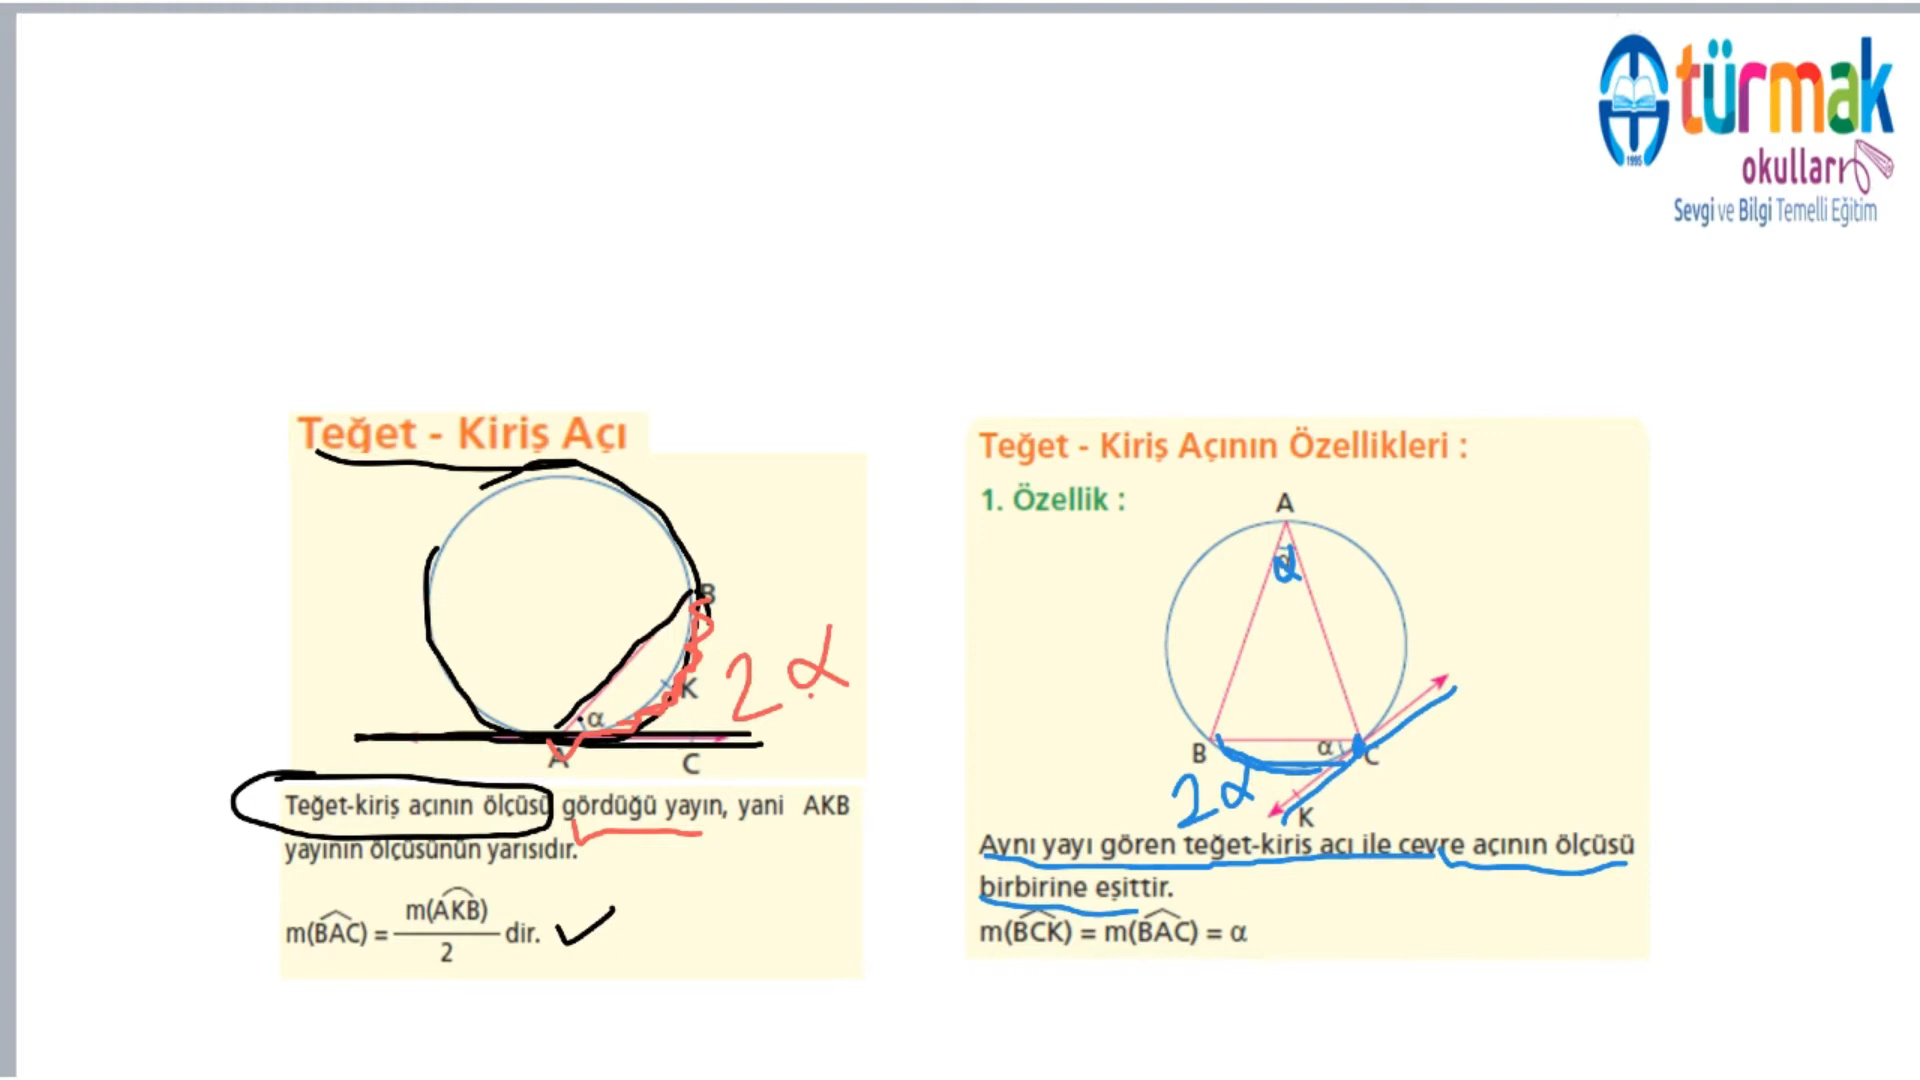 türmak
okulları
1995
Sevgi ve Bilgi Temelli Eğitim
Teğet - Kiriş Açı
B
K
α
A
C
2α
Teğet-kiriş açının ölçüsü gördüğü yayın, yani AKB
yayının ölçüsünün yarısıdır.
m(BAC) = m(AKB) / 2 dir.
Teğet - Kiriş Açının Özellikleri :
1. Özellik :
A
α
B
α
C
2α
K
Aynı yayı gören teğet-kiriş açı ile çevre açının ölçüsü
birbirine eşittir.
m(BCK) = m(BAC) = α